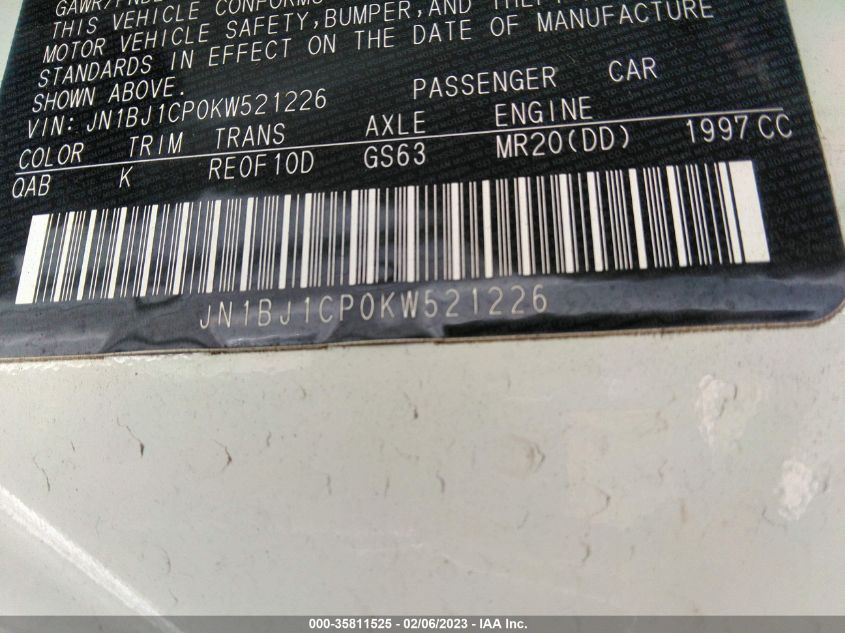 THIS VEHICLE CONFORMS
MOTOR VEHICLE SAFETY, BUMPER, AND
STANDARDS IN EFFECT ON THE DATE OF MANUFACTURE
SHOWN ABOVE.
VIN: JN1BJ1CP0KW521226 PASSENGER CAR
COLOR TRIM TRANS AXLE ENGINE
QAB K RE0F10D GS63 MR20(DD) 1997 CC
JN1BJ1CP0KW521226
000-35811525 - 02/06/2023 - IAA Inc.